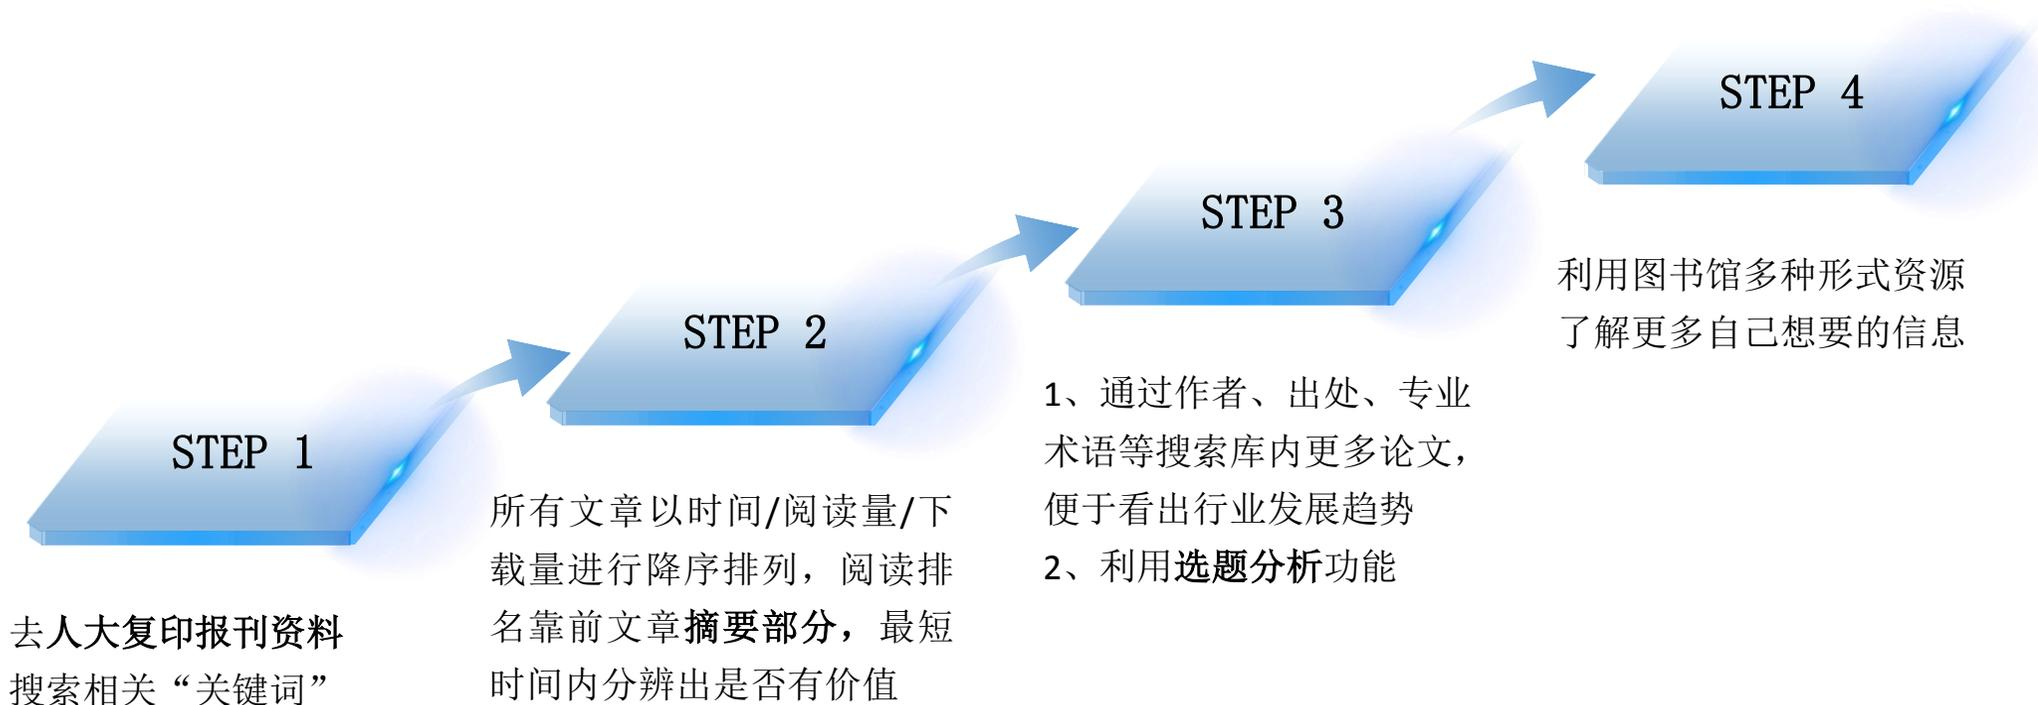 STEP 1
去人大复印报刊资料
搜索相关“关键词”
STEP 2
所有文章以时间/阅读量/下
载量进行降序排列，阅读排
名靠前文章摘要部分，最短
时间内分辨出是否有价值
STEP 3
1、通过作者、出处、专业
术语等搜索库内更多论文，
便于看出行业发展趋势
2、利用选题分析功能
STEP 4
利用图书馆多种形式资源
了解更多自己想要的信息